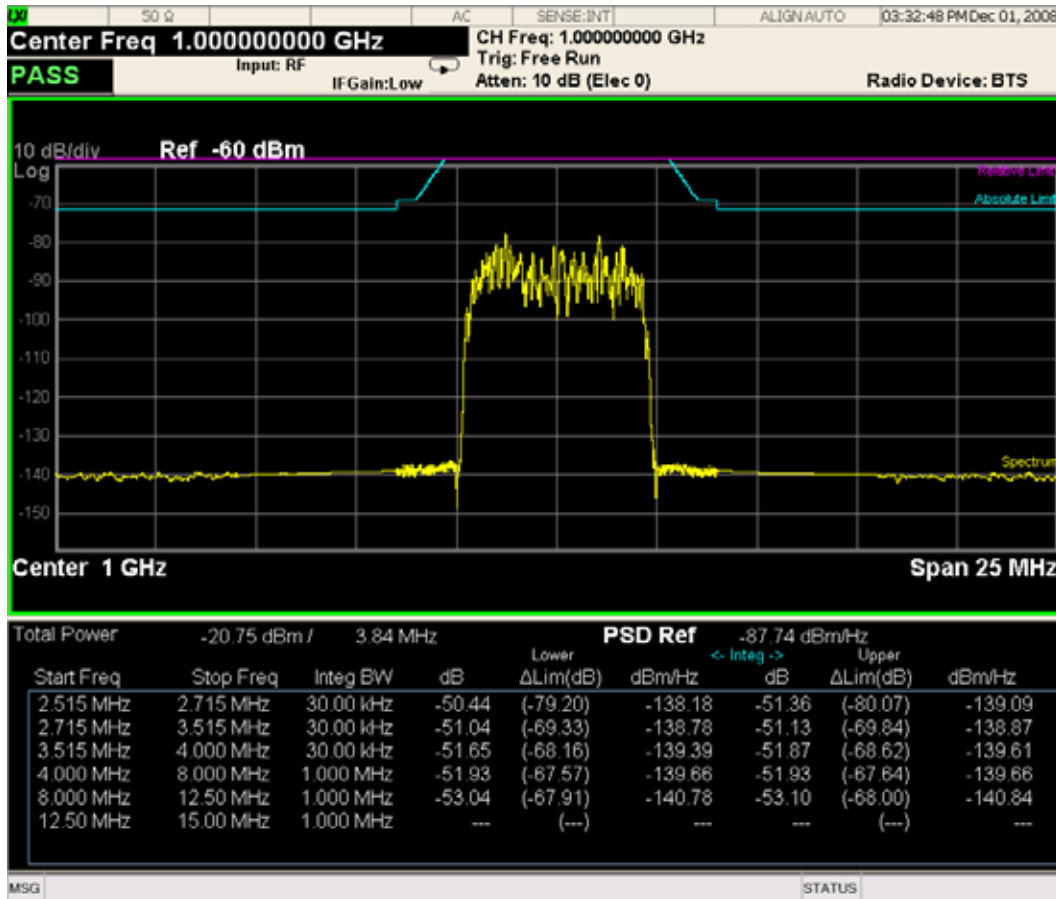 LXI 50 Ω AC SENSE:INT ALIGN AUTO 03:32:48 PM Dec 01, 2008
Center Freq 1.000000000 GHz CH Freq: 1.000000000 GHz
Trig: Free Run
PASS Input: RF IFGain:Low Atten: 10 dB (Elec 0) Radio Device: BTS
10 dB/div Ref -60 dBm
Log
Relative Limit
Absolute Limit
-70
-80
-90
-100
-110
-120
-130
Spectrum
-140
-150
Center 1 GHz Span 25 MHz
Total Power -20.75 dBm / 3.84 MHz PSD Ref -87.74 dBm/Hz
Lower <- Integ -> Upper
Start Freq Stop Freq Integ BW dB ΔLim(dB) dBm/Hz dB ΔLim(dB) dBm/Hz
2.515 MHz 2.715 MHz 30.00 kHz -50.44 (-79.20) -138.18 -51.36 (-80.07) -139.09
2.715 MHz 3.515 MHz 30.00 kHz -51.04 (-69.33) -138.78 -51.13 (-69.84) -138.87
3.515 MHz 4.000 MHz 30.00 kHz -51.65 (-68.16) -139.39 -51.87 (-68.62) -139.61
4.000 MHz 8.000 MHz 1.000 MHz -51.93 (-67.57) -139.66 -51.93 (-67.64) -139.66
8.000 MHz 12.50 MHz 1.000 MHz -53.04 (-67.91) -140.78 -53.10 (-68.00) -140.84
12.50 MHz 15.00 MHz 1.000 MHz --- (---) --- --- (---) ---
MSG STATUS